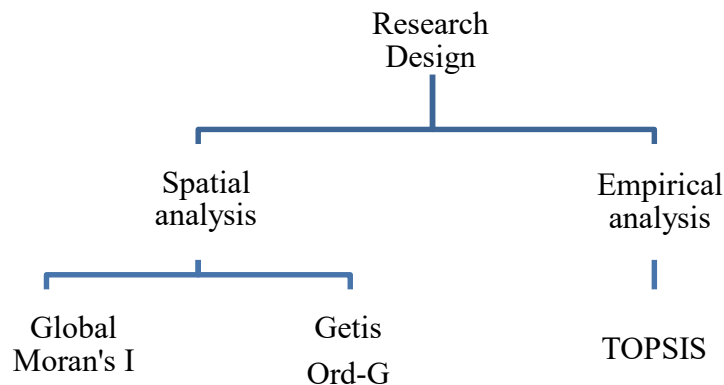 Research
Design
Spatial
analysis
Empirical
analysis
Global
Moran's I
Getis
Ord-G
TOPSIS